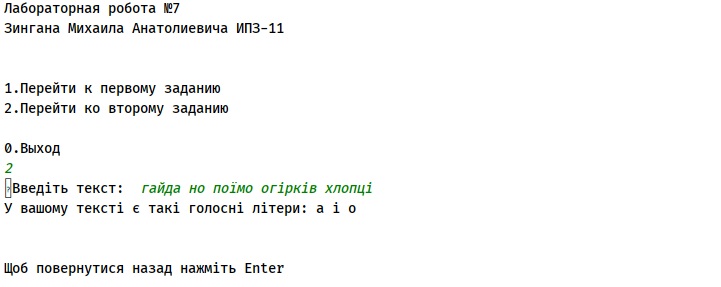 Лабораторная робота №7
Зингана Михаила Анатолиевича ИПЗ-11
1.Перейти к первому заданию
2.Перейти ко второму заданию
0.Выход
2
Введіть текст: гайда но поїмо огірків хлопці
У вашому тексті є такі голосні літери: а і о
Щоб повернутися назад нажміть Enter